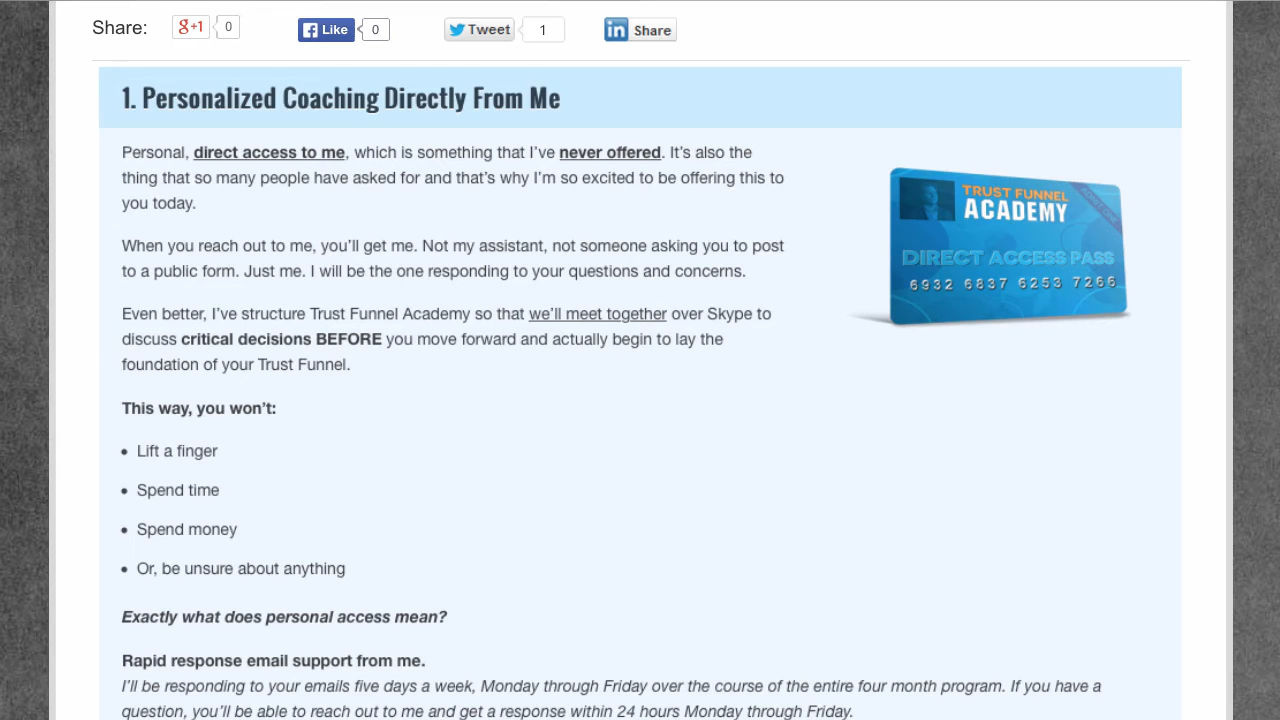 Share:
g+1 0
Like 0
Tweet 1
in Share
1. Personalized Coaching Directly From Me
Personal, direct access to me, which is something that I’ve never offered. It’s also the
thing that so many people have asked for and that’s why I’m so excited to be offering this to
you today.
When you reach out to me, you’ll get me. Not my assistant, not someone asking you to post
to a public form. Just me. I will be the one responding to your questions and concerns.
Even better, I’ve structure Trust Funnel Academy so that we’ll meet together over Skype to
discuss critical decisions BEFORE you move forward and actually begin to lay the
foundation of your Trust Funnel.
This way, you won’t:
• Lift a finger
• Spend time
• Spend money
• Or, be unsure about anything
TRUST FUNNEL
ACADEMY
ADMIT ONE
DIRECT ACCESS PASS
6932 6837 6253 7266
Exactly what does personal access mean?
Rapid response email support from me.
I’ll be responding to your emails five days a week, Monday through Friday over the course of the entire four month program. If you have a
question, you’ll be able to reach out to me and get a response within 24 hours Monday through Friday.